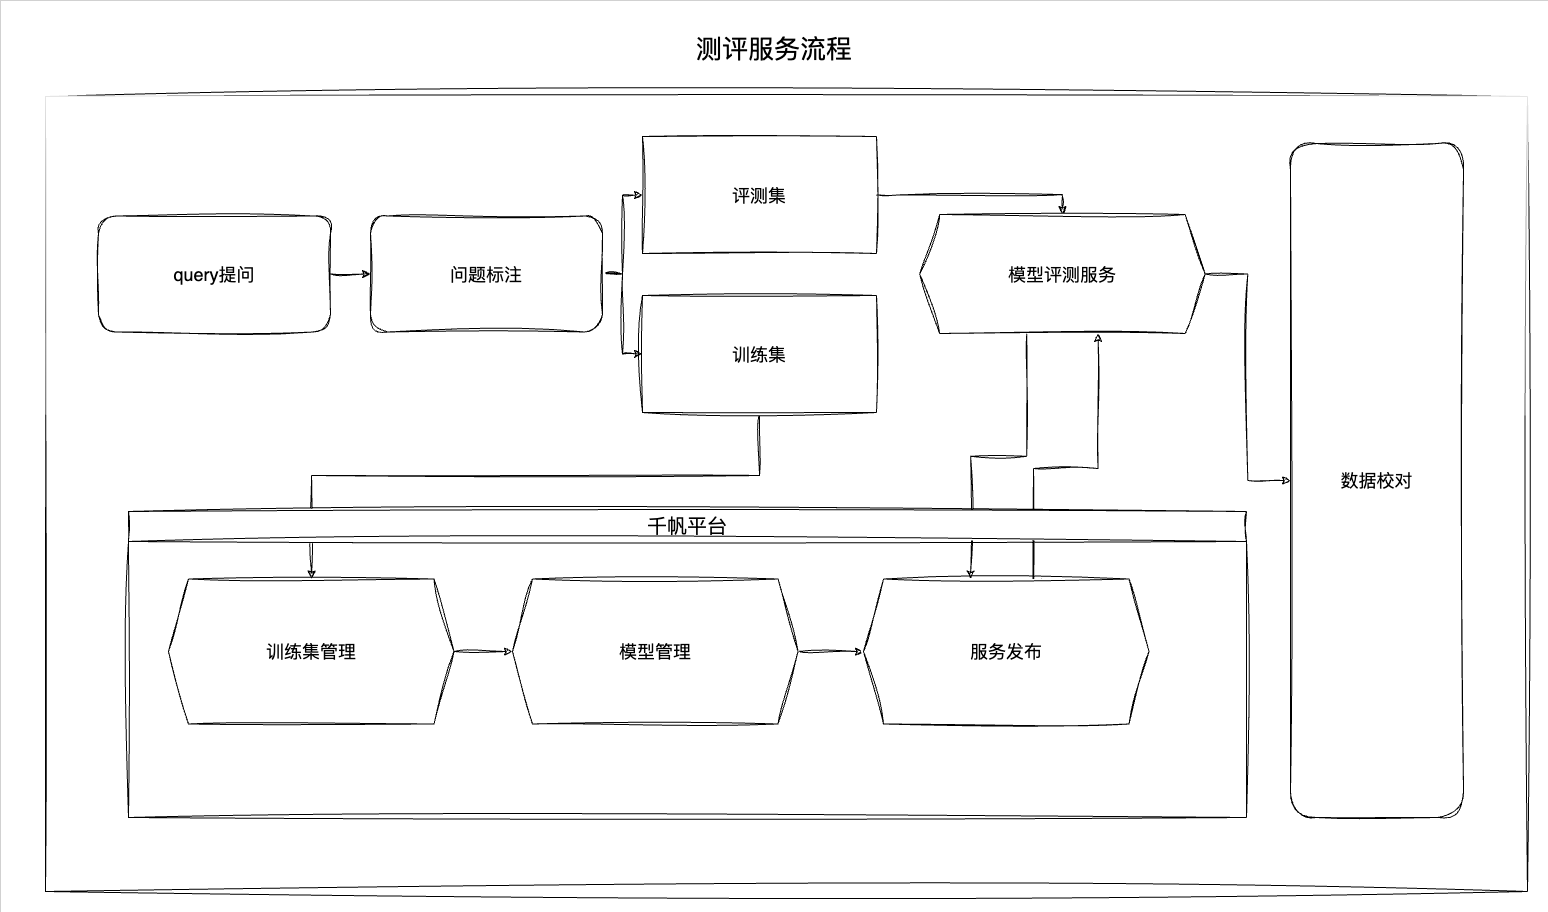 测评服务流程
query提问
问题标注
评测集
训练集
模型评测服务
数据校对
千帆平台
训练集管理
模型管理
服务发布